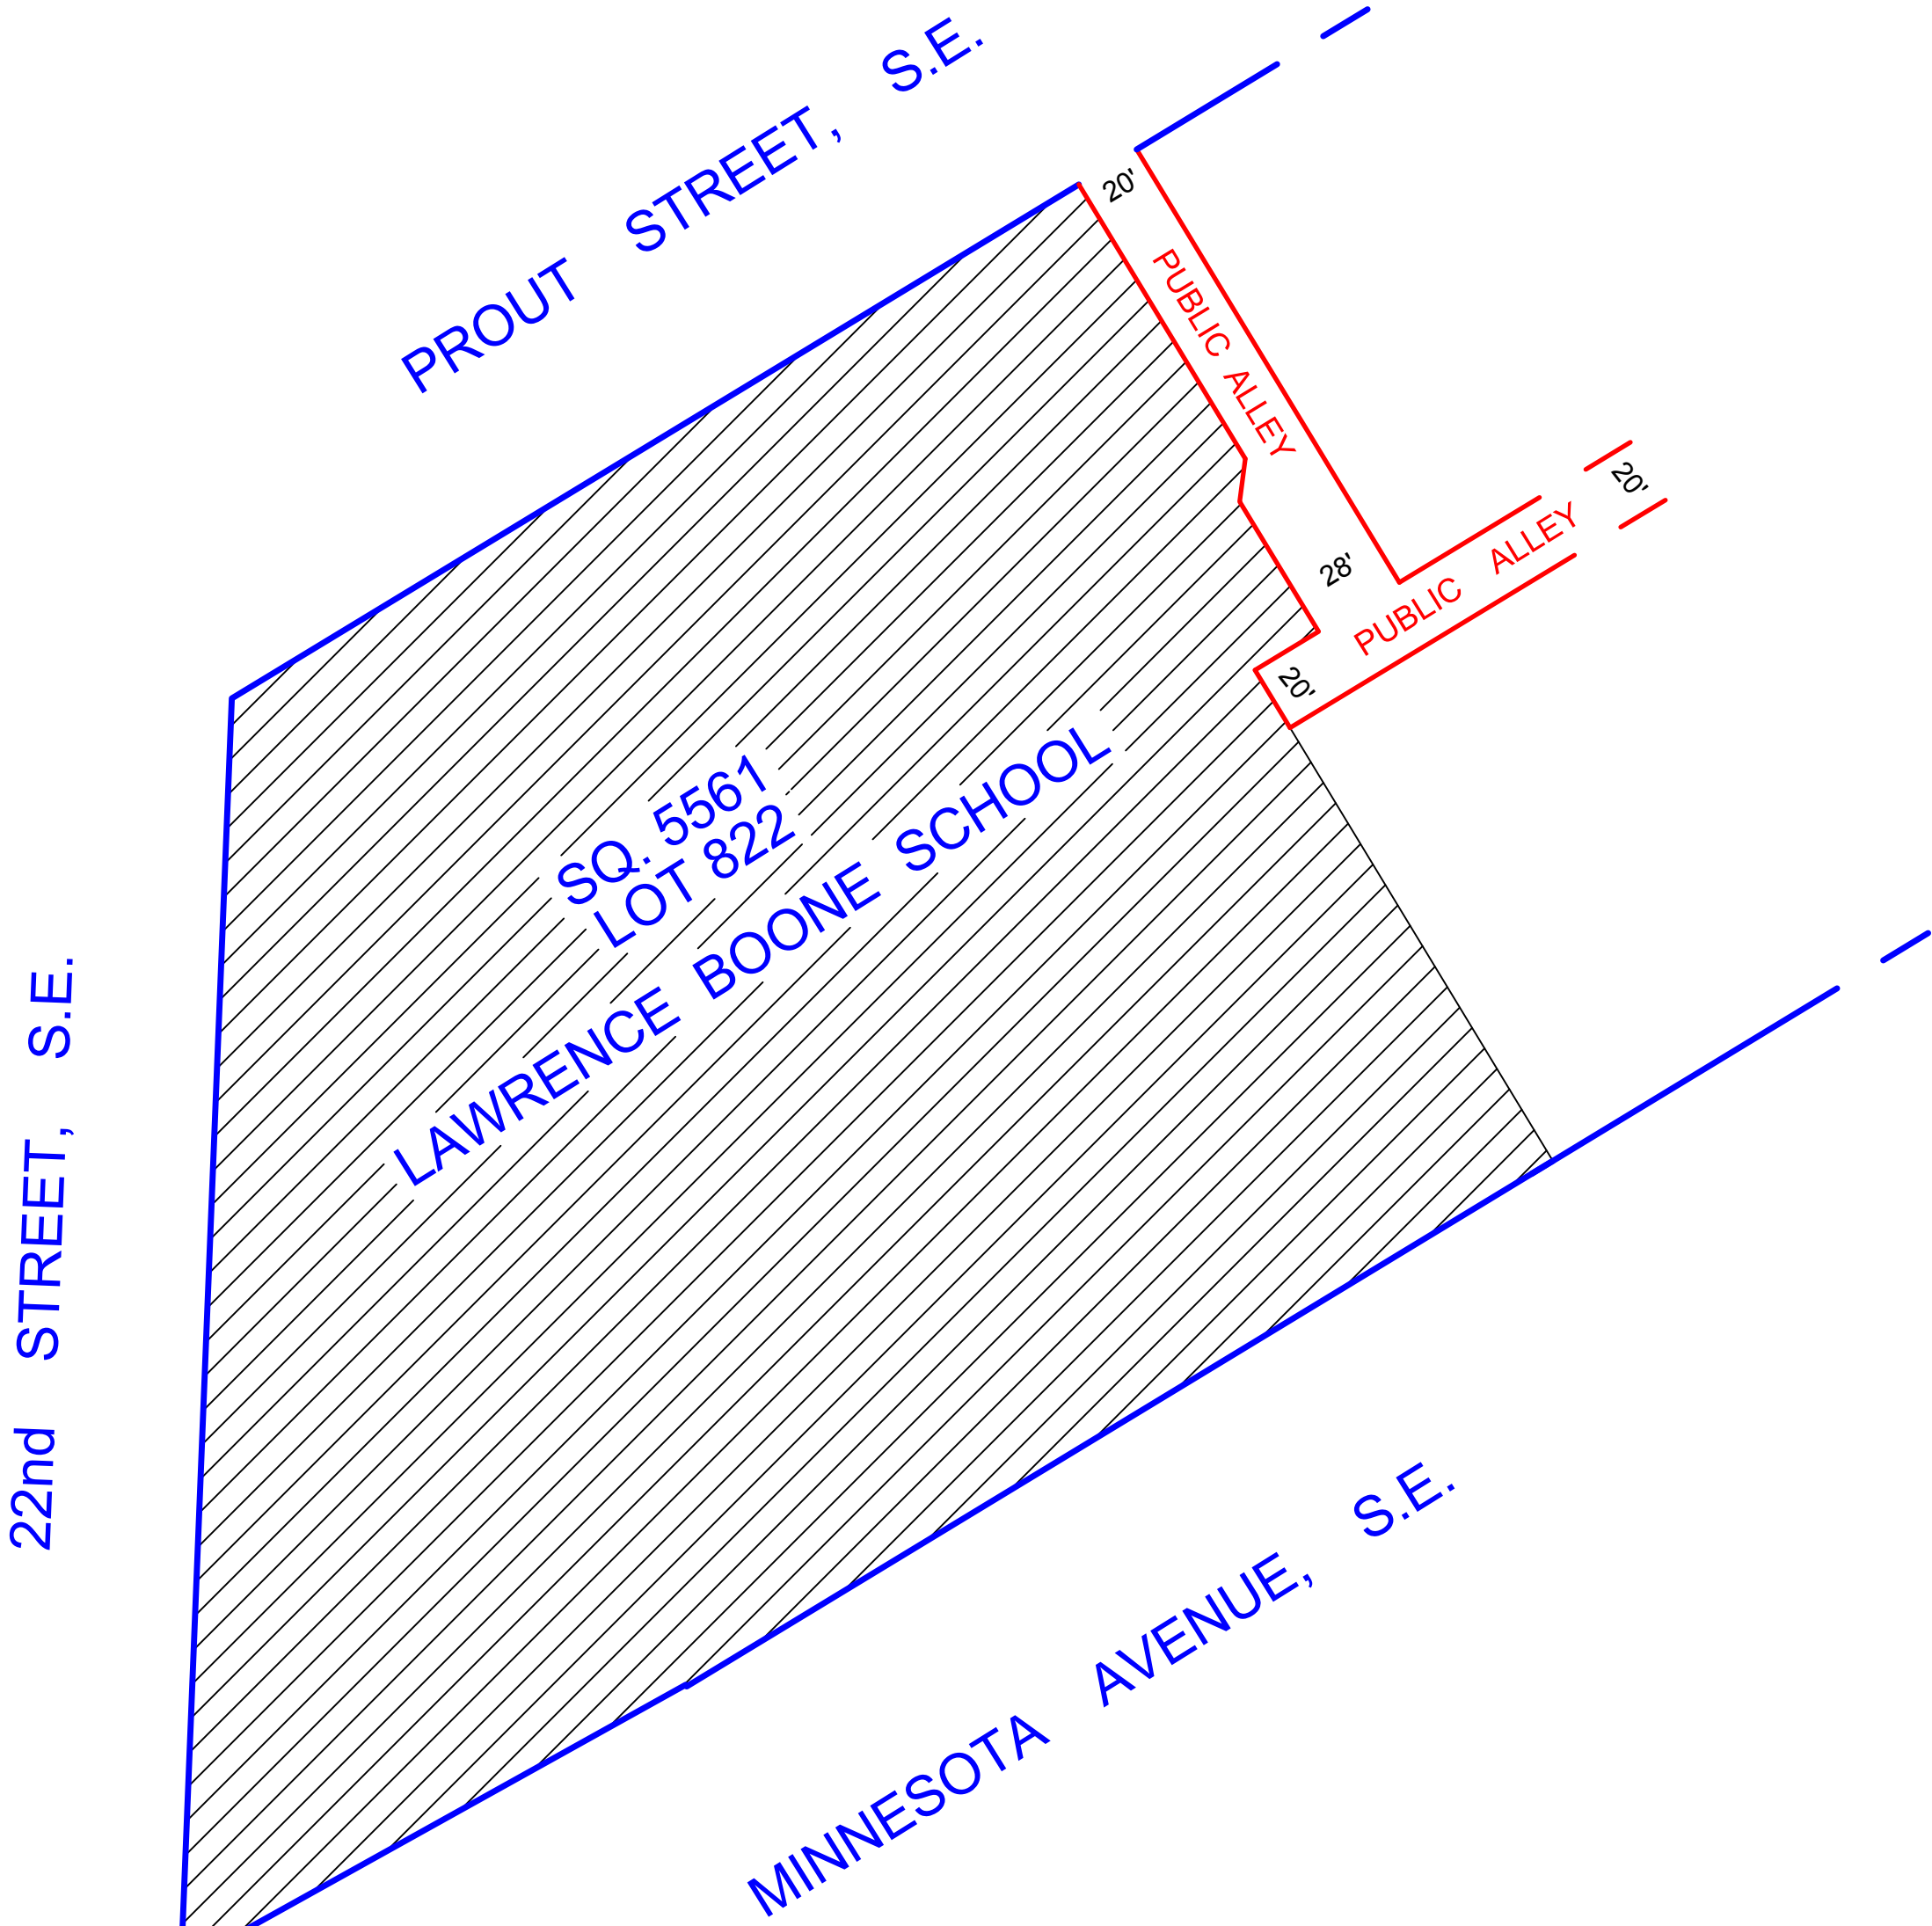 PROUT STREET, S.E.
20'
PUBLIC ALLEY
20'
28'
PUBLIC ALLEY
20'
SQ. 5561
LOT 822
LAWRENCE BOONE SCHOOL
22nd STREET, S.E.
MINNESOTA AVENUE, S.E.